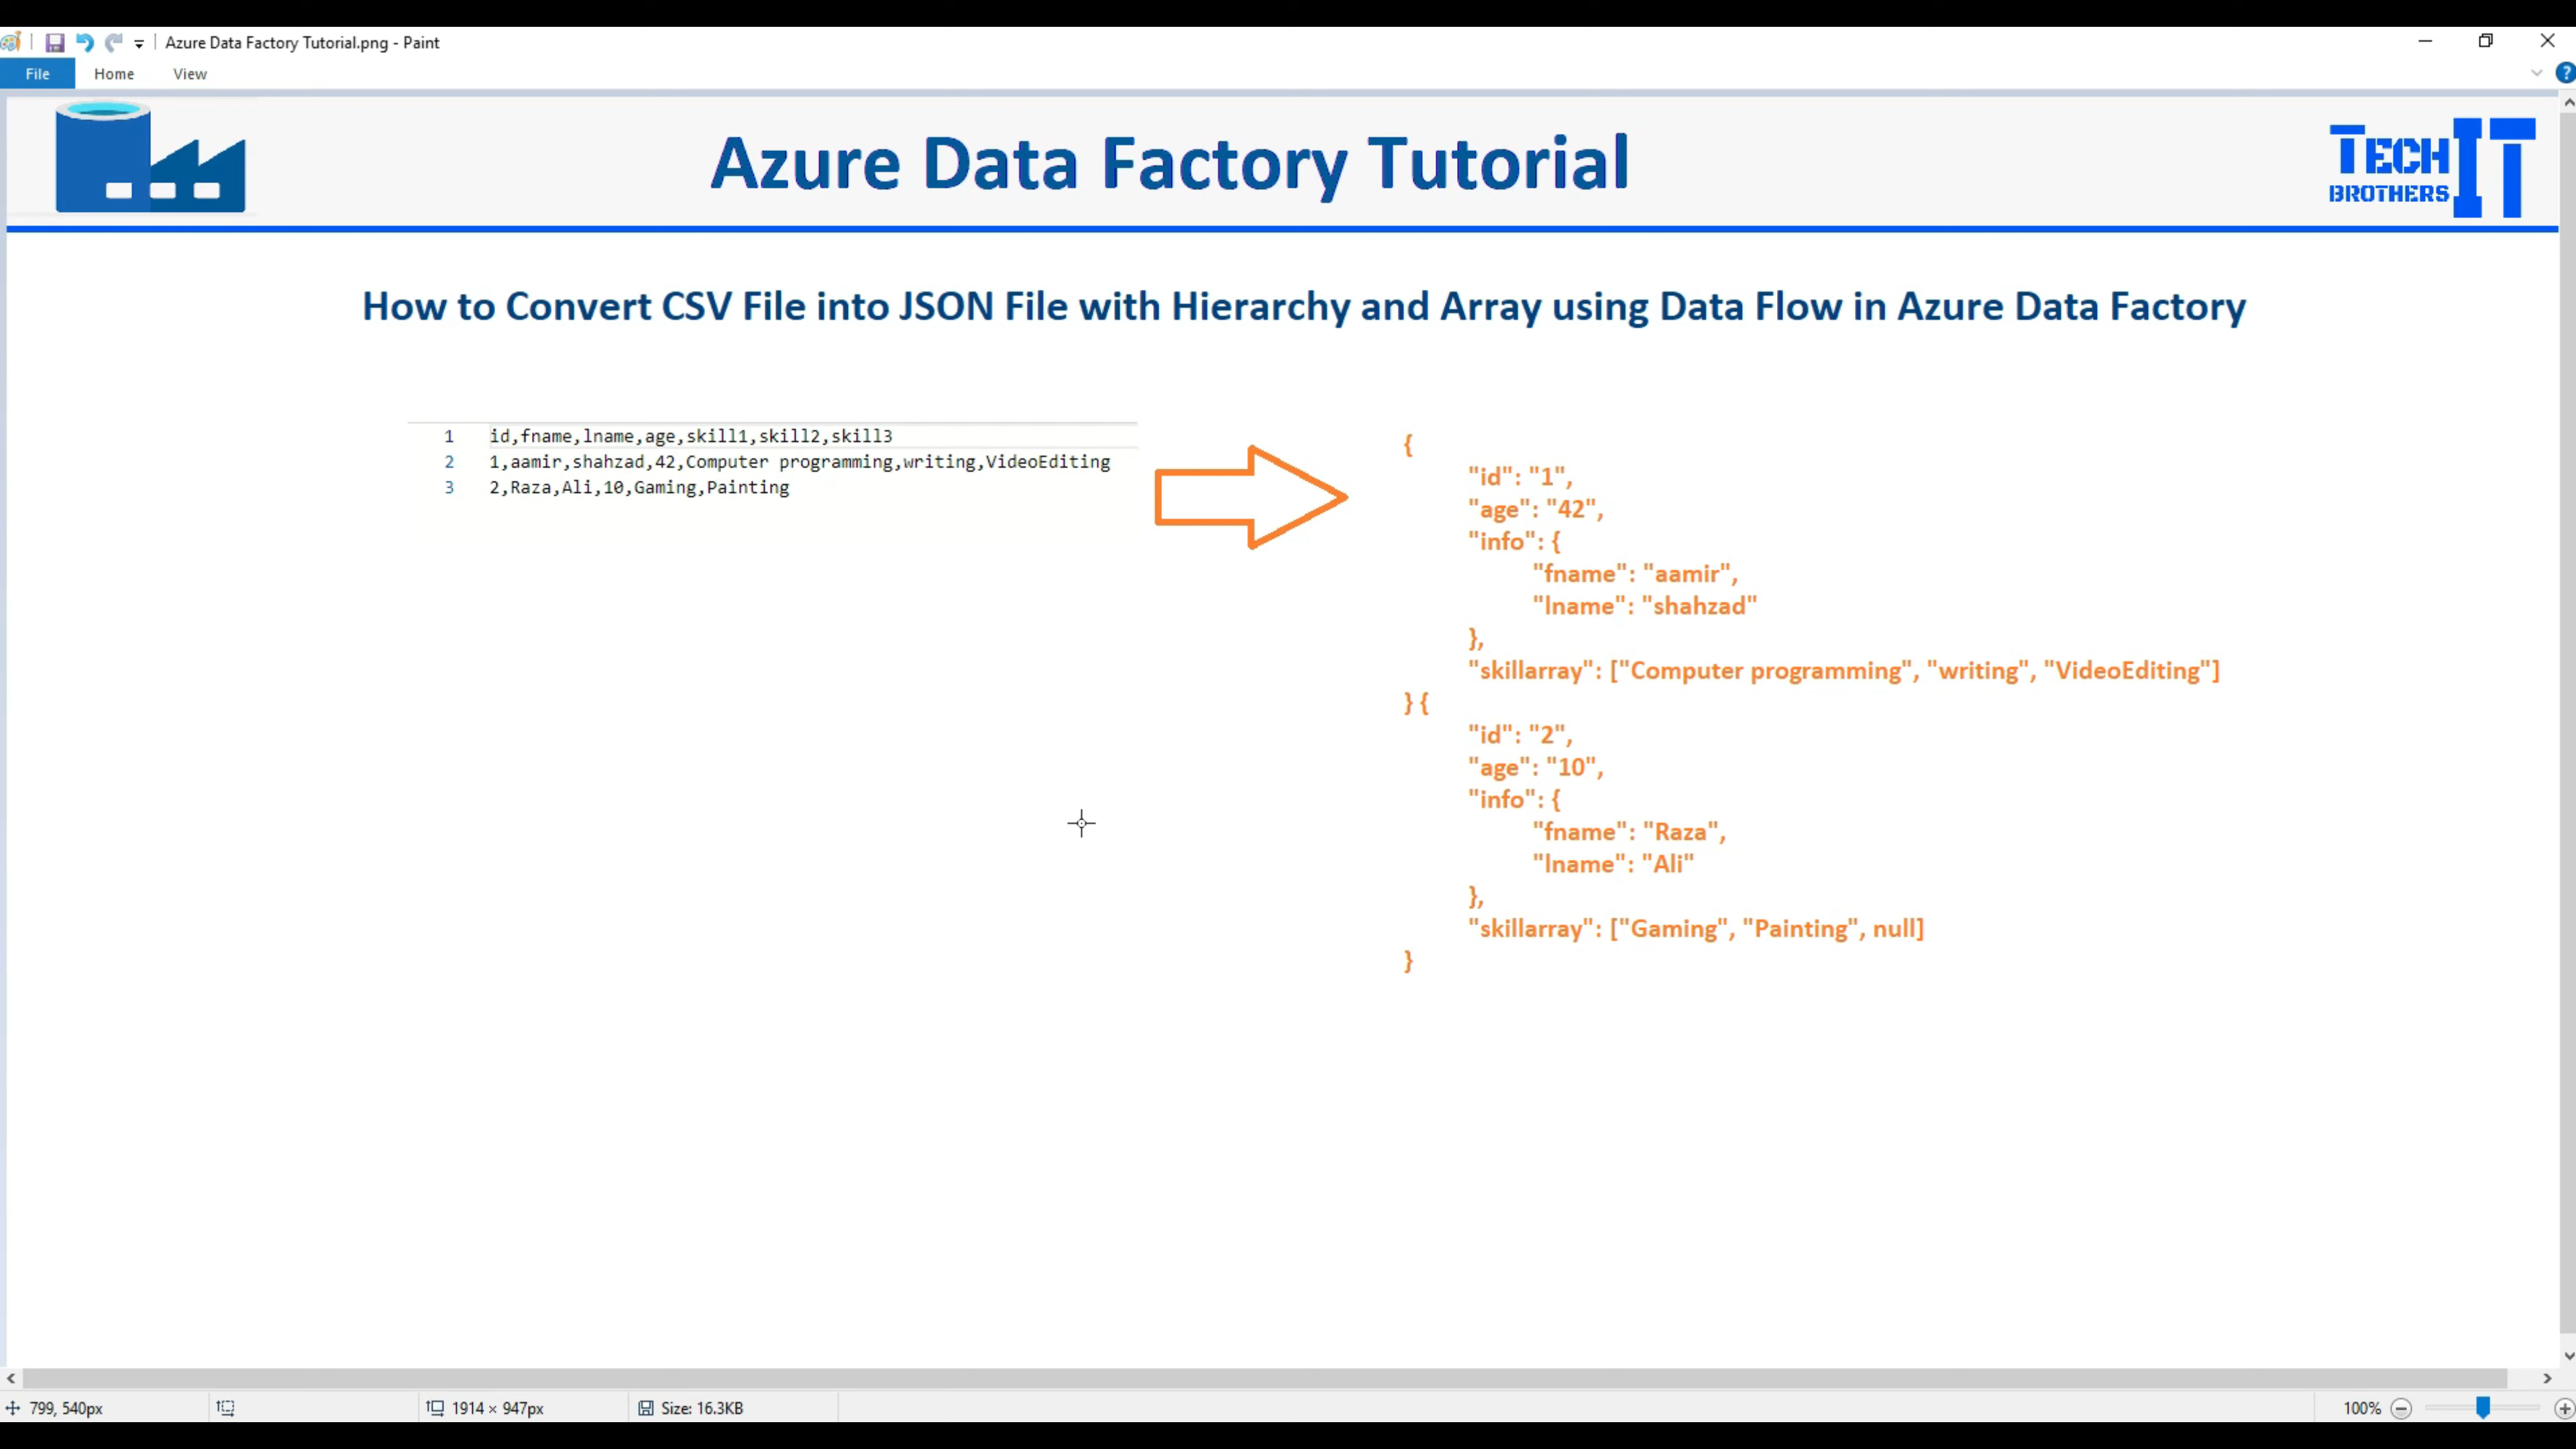 Azure Data Factory Tutorial.png - Paint
File Home View
Azure Data Factory Tutorial
TECH IT
BROTHERS
How to Convert CSV File into JSON File with Hierarchy and Array using Data Flow in Azure Data Factory
1 id,fname,lname,age,skill1,skill2,skill3
2 1,aamir,shahzad,42,Computer programming,writing,VideoEditing
3 2,Raza,Ali,10,Gaming,Painting
{
"id": "1",
"age": "42",
"info": {
"fname": "aamir",
"lname": "shahzad"
},
"skillarray": ["Computer programming", "writing", "VideoEditing"]
} {
"id": "2",
"age": "10",
"info": {
"fname": "Raza",
"lname": "Ali"
},
"skillarray": ["Gaming", "Painting", null]
}
799, 540px 1914 × 947px Size: 16.3KB 100%